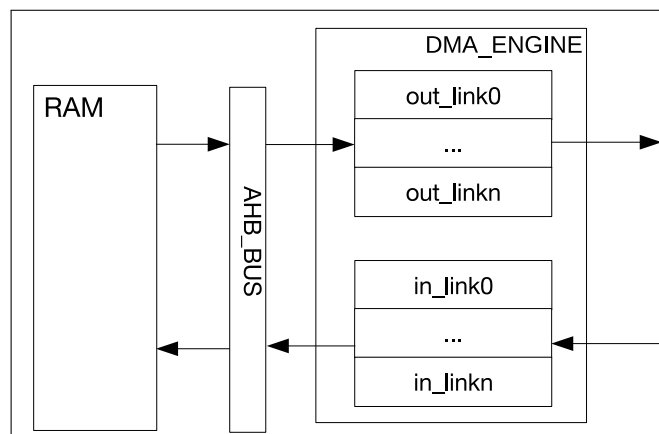 DMA_ENGINE
RAM
out_link0
...
out_linkn
AHB_BUS
in_link0
...
in_linkn